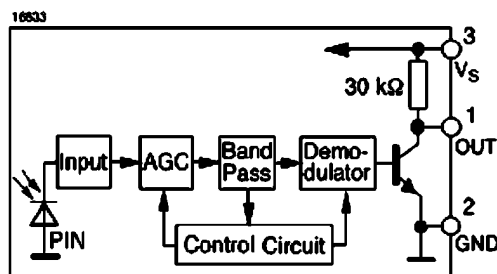 16833
3
VS
30 kΩ
1
OUT
Input
AGC
Band
Pass
Demo-
dulator
2
GND
PIN
Control Circuit